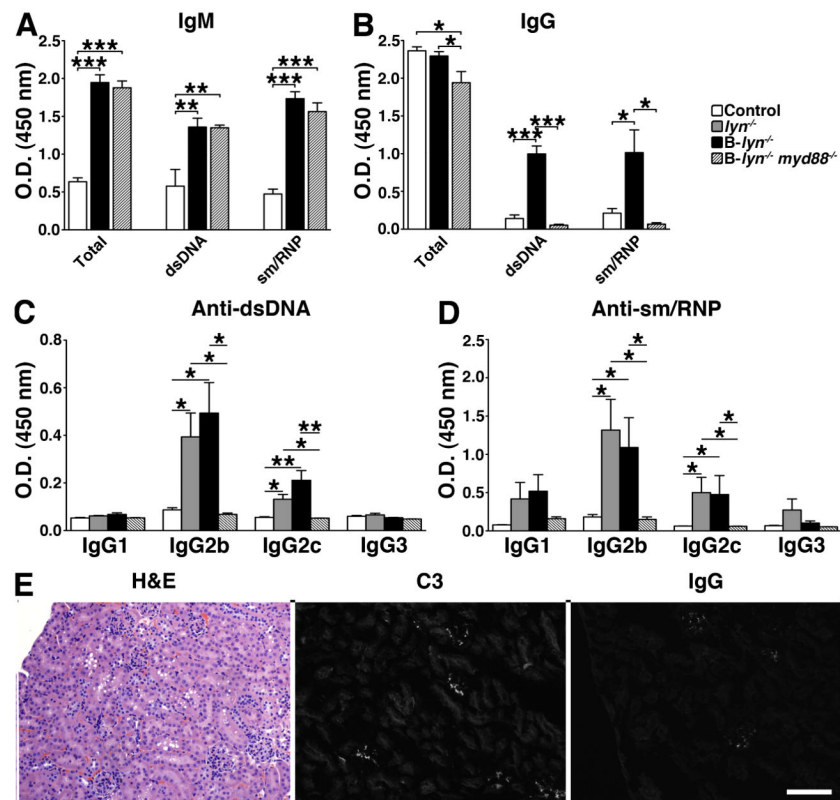 A
IgM
O.D. (450 nm)
2.5
2.0
1.5
1.0
0.5
0.0
***
***
**
**
***
***
Total
dsDNA
sm/RNP
B
IgG
O.D. (450 nm)
2.5
2.0
1.5
1.0
0.5
0.0
*
*
***
***
*
*
Total
dsDNA
sm/RNP
Control
lyn-/-
B-lyn-/-
B-lyn-/- myd88-/-
C
Anti-dsDNA
O.D. (450 nm)
0.8
0.6
0.4
0.2
0.0
*
*
*
*
**
*
**
*
IgG1
IgG2b
IgG2c
IgG3
D
Anti-sm/RNP
O.D. (450 nm)
2.5
2.0
1.5
1.0
0.5
0.0
*
*
*
*
*
*
*
*
IgG1
IgG2b
IgG2c
IgG3
E
H&E
C3
IgG